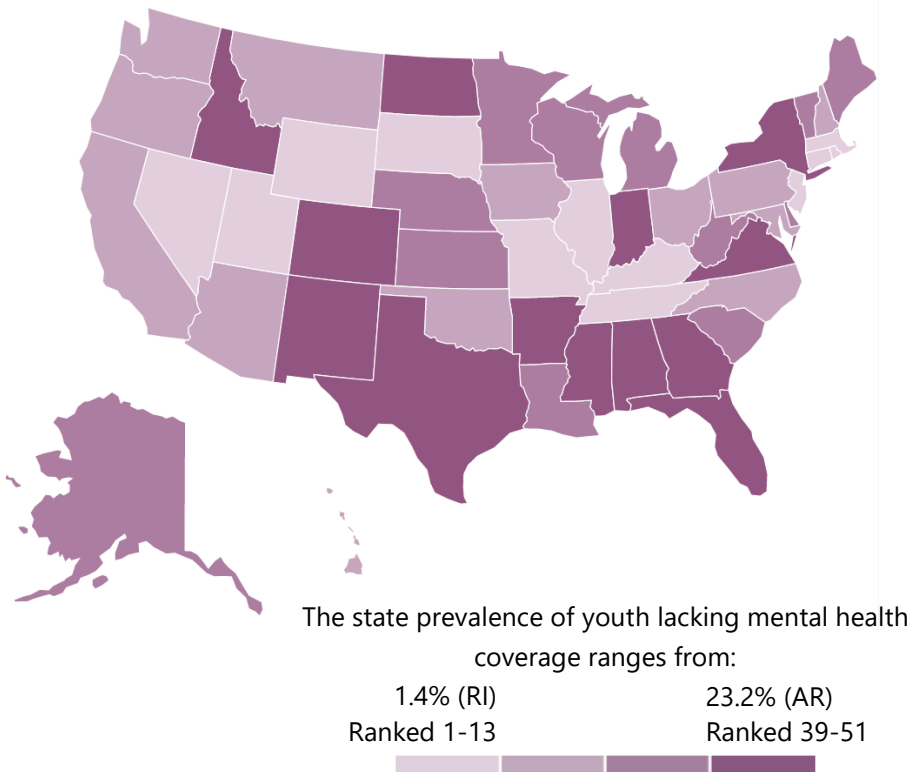 The state prevalence of youth lacking mental health
coverage ranges from:
1.4% (RI) 23.2% (AR)
Ranked 1-13 Ranked 39-51